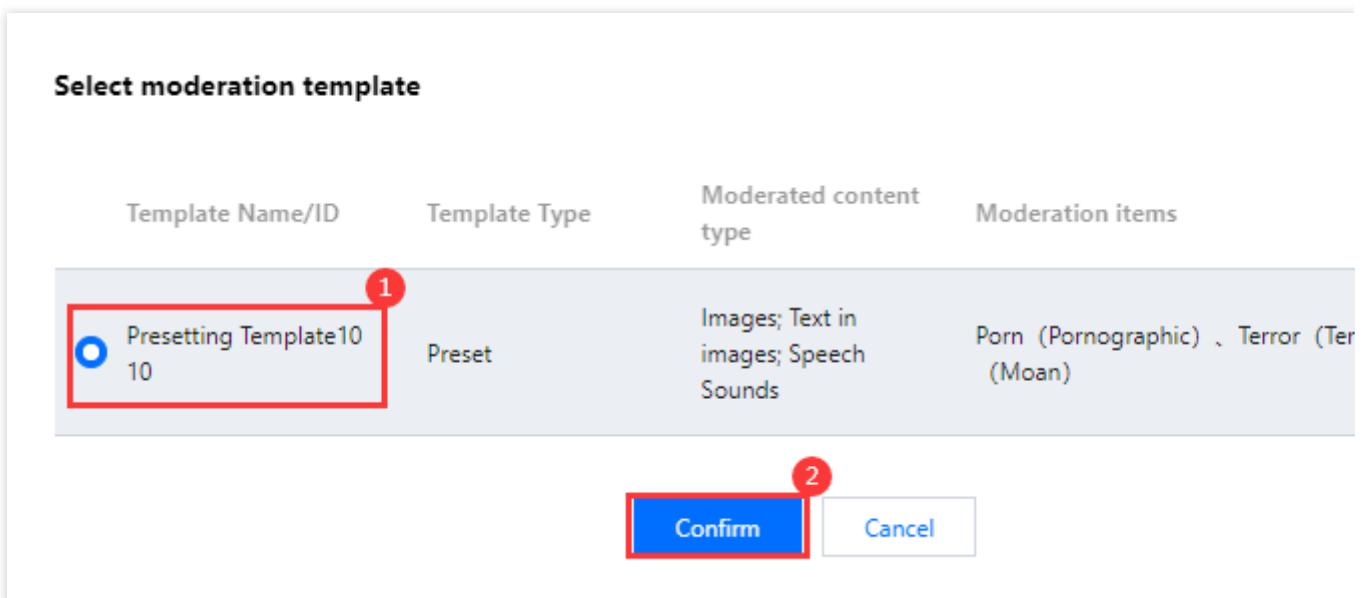 Select moderation template
Template Name/ID
Template Type
Moderated content
type
Moderation items
1
Presetting Template10
10
Preset
Images; Text in
images; Speech
Sounds
Porn (Pornographic) 、Terror (Ter
(Moan)
2
Confirm
Cancel